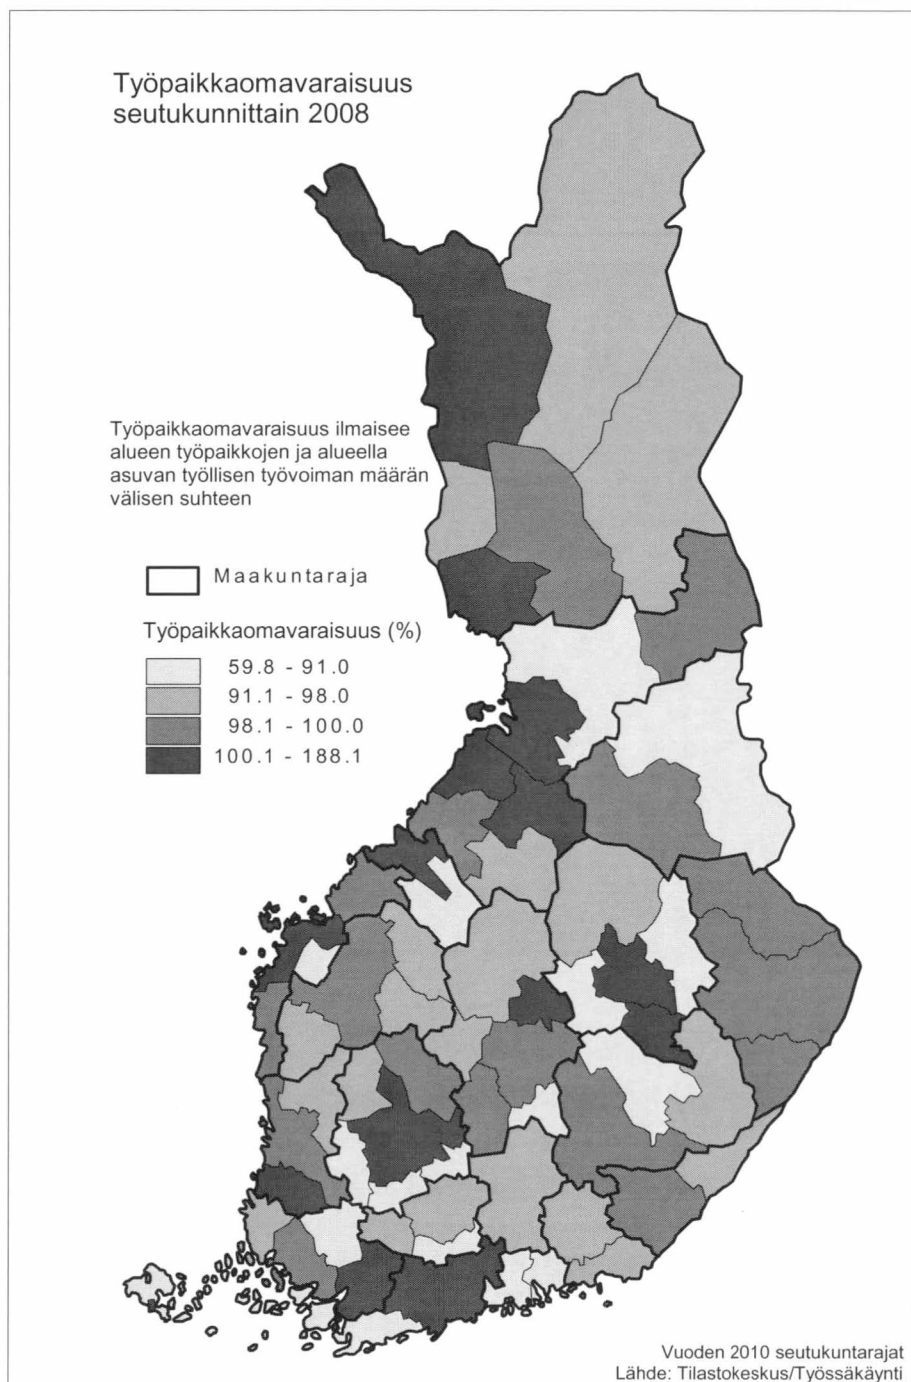 Työpaikkaomavaraisuus
seutukunnittain 2008
Työpaikkaomavaraisuus ilmaisee
alueen työpaikkojen ja alueella
asuvan työllisen työvoiman määrän
välisen suhteen
Maakuntaraja
Työpaikkaomavaraisuus (%)
59.8 - 91.0
91.1 - 98.0
98.1 - 100.0
100.1 - 188.1
Vuoden 2010 seutukuntarajat
Lähde: Tilastokeskus/Työssäkäynti